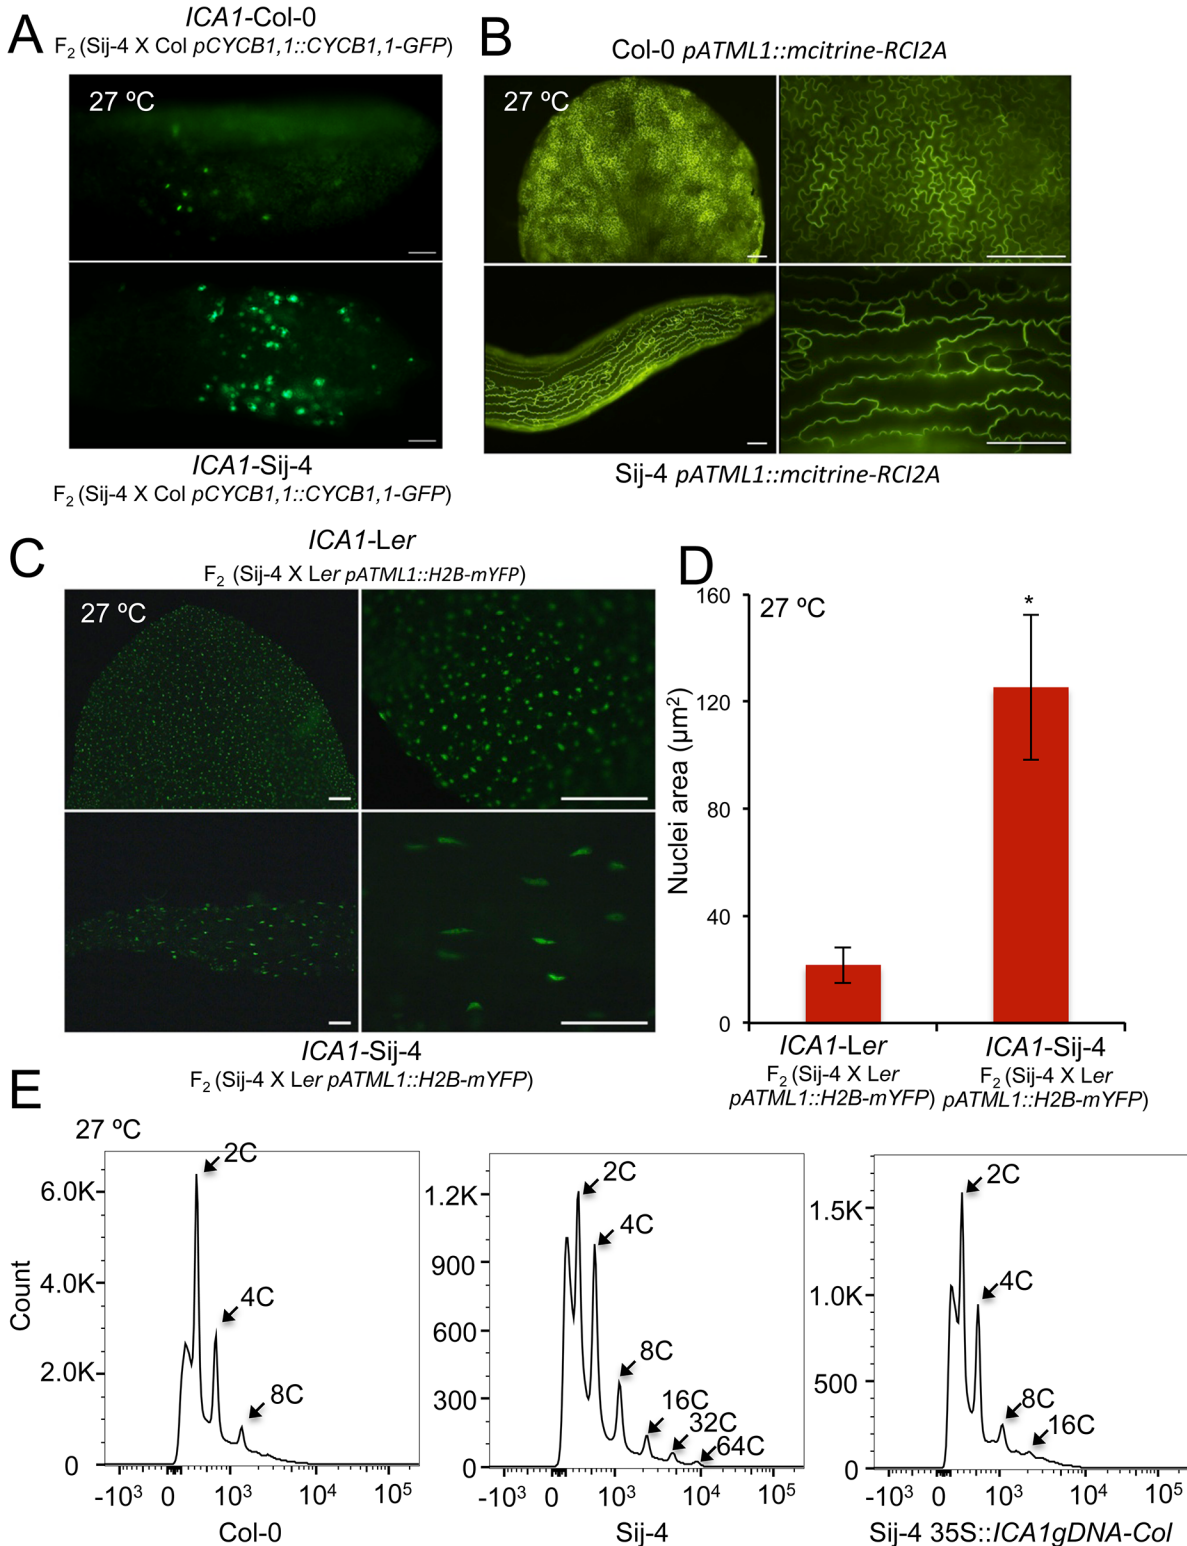 A
ICA1-Col-0
F2 (Sij-4 X Col pCYCB1,1::CYCB1,1-GFP)
27 ºC
ICA1-Sij-4
F2 (Sij-4 X Col pCYCB1,1::CYCB1,1-GFP)
B
Col-0 pATML1::mcitrine-RCI2A
27 ºC
Sij-4 pATML1::mcitrine-RCI2A
C
ICA1-Ler
F2 (Sij-4 X Ler pATML1::H2B-mYFP)
27 ºC
ICA1-Sij-4
F2 (Sij-4 X Ler pATML1::H2B-mYFP)
D
27 ºC
*
Nuclei area (µm2)
160
120
80
40
0
ICA1-Ler
F2 (Sij-4 X Ler
pATML1::H2B-mYFP)
ICA1-Sij-4
F2 (Sij-4 X Ler
pATML1::H2B-mYFP)
E
27 ºC
Count
6.0K
4.0K
2.0K
0
2C
4C
8C
-103 0 103 104 105
Col-0
1.2K
900
600
300
0
2C
4C
8C
16C
32C
64C
-103 0 103 104 105
Sij-4
1.5K
1.0K
500
0
2C
4C
8C
16C
-103 0 103 104 105
Sij-4 35S::ICA1gDNA-Col